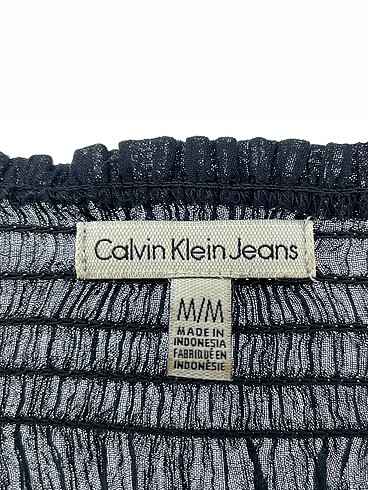 Calvin Klein Jeans
M/M
MADE IN
INDONESIA
FABRIQUÉ EN
INDONÉSIE